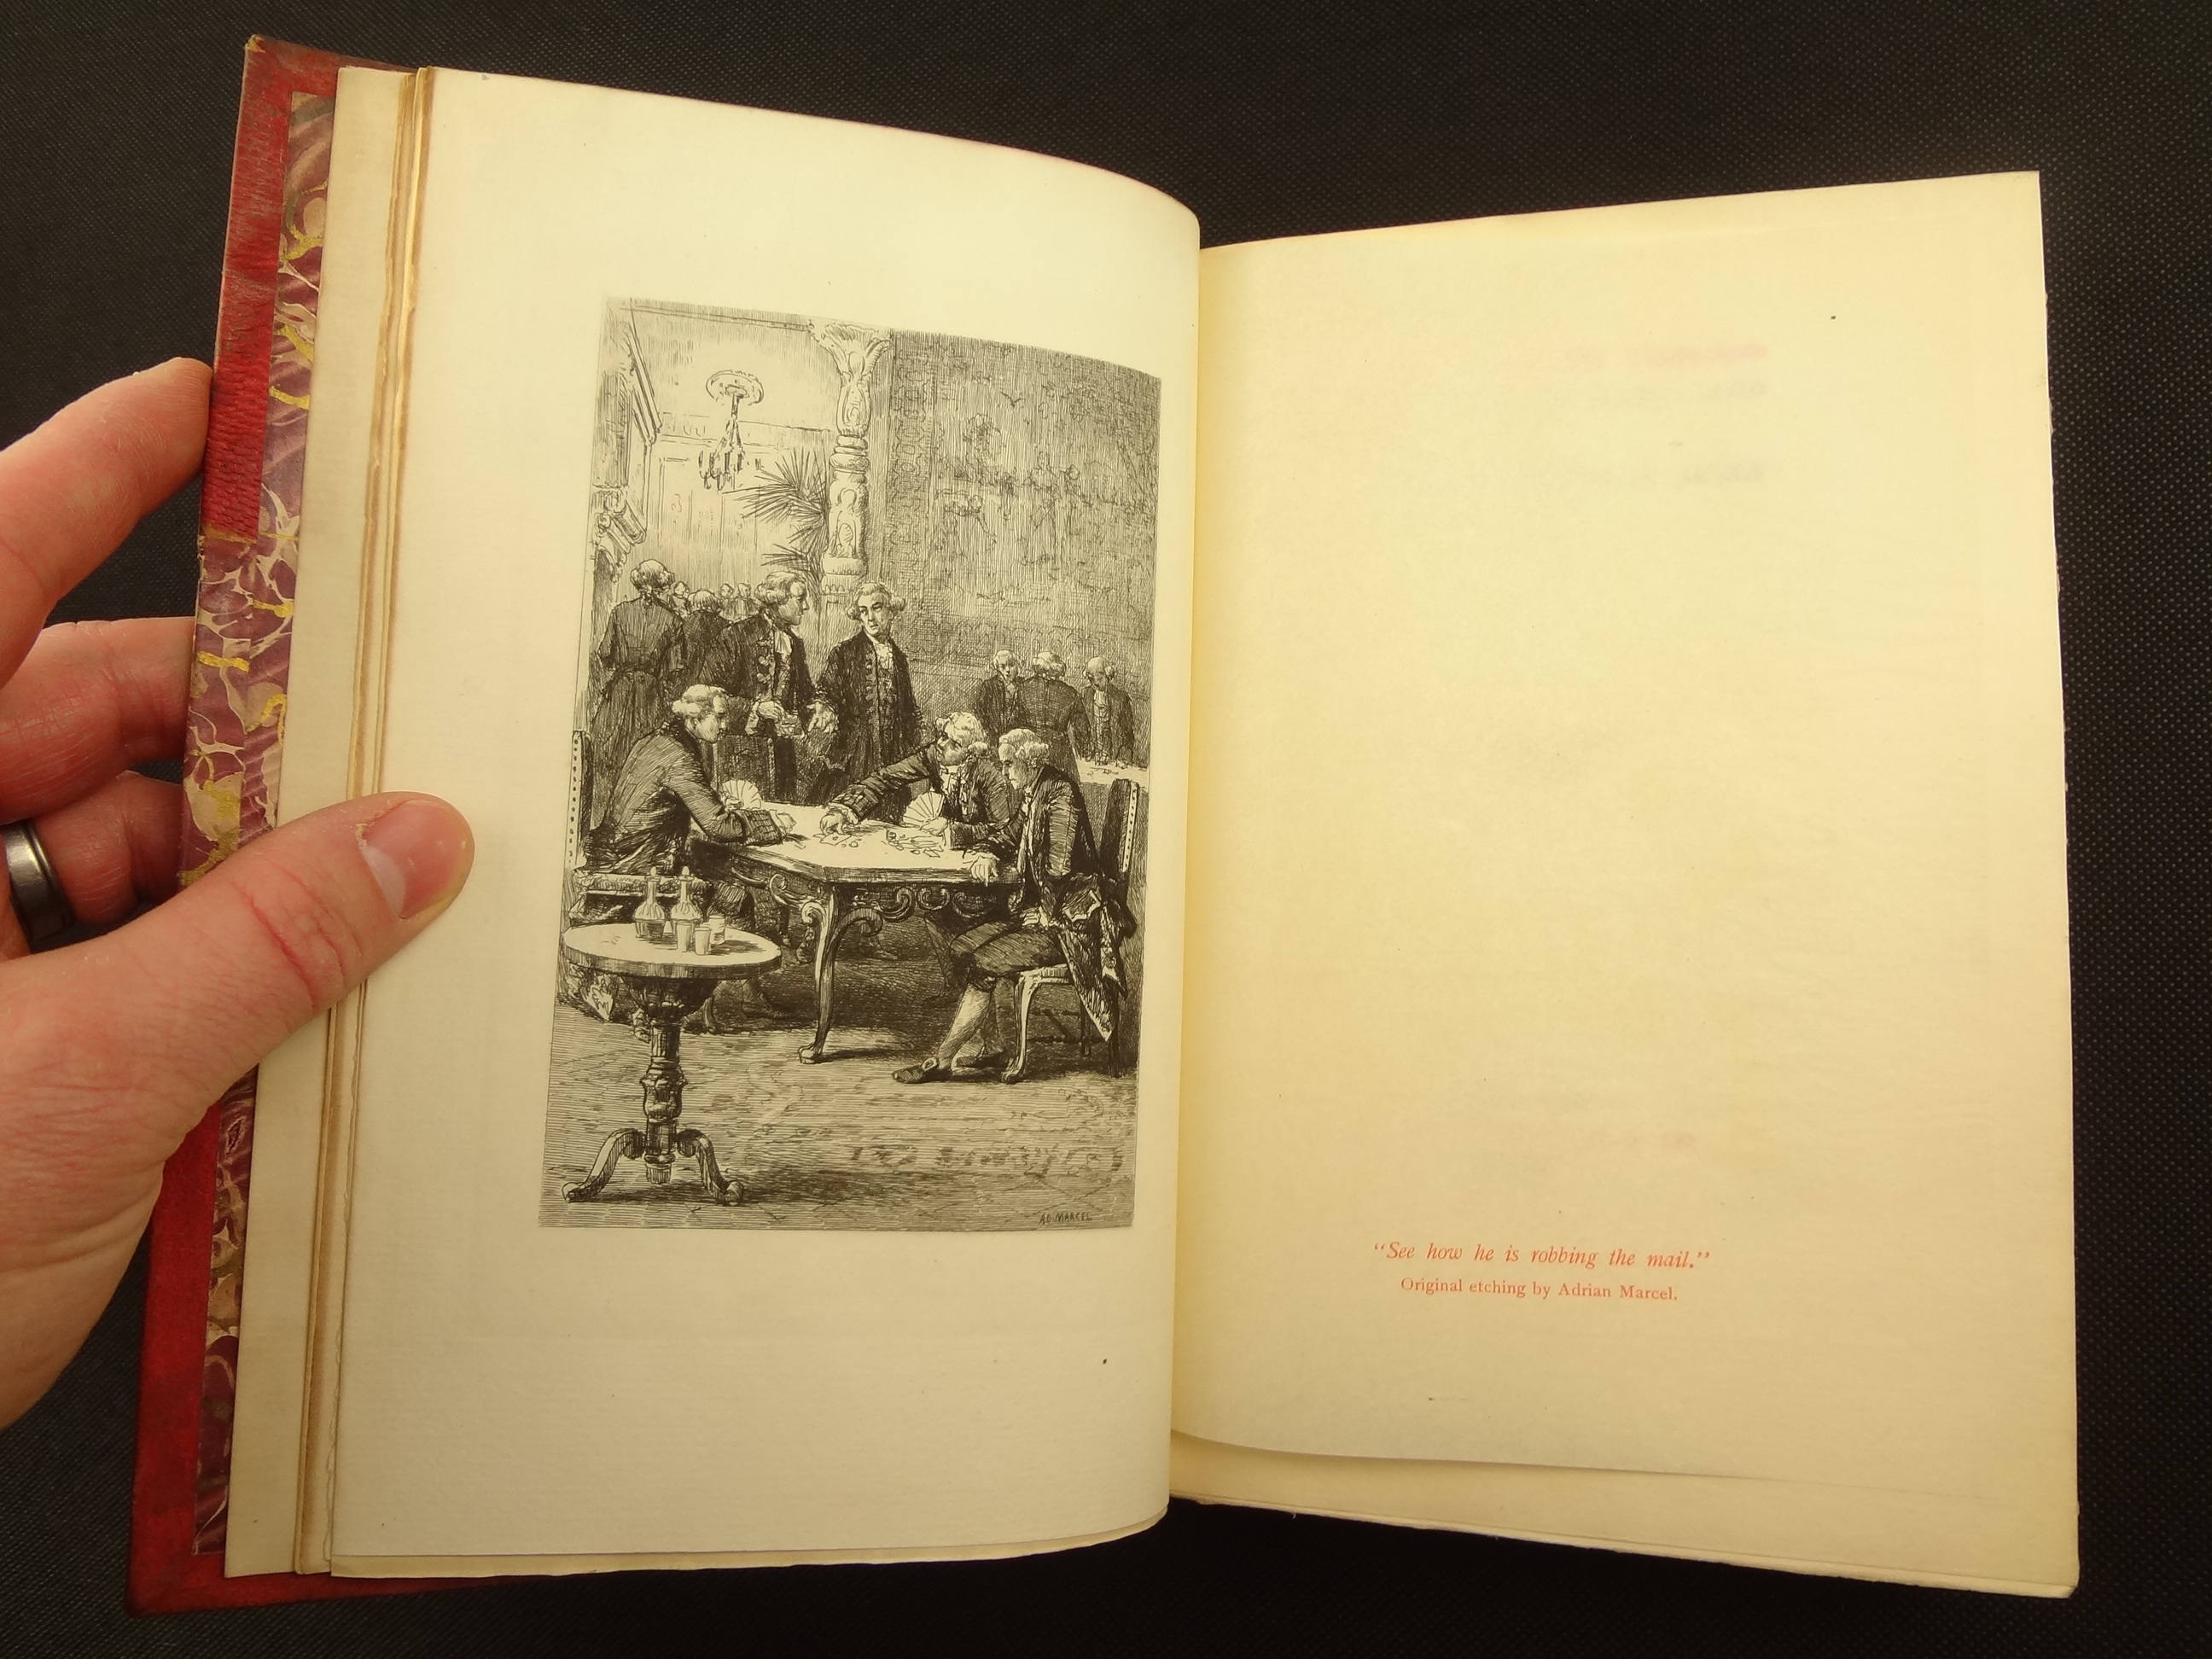 AD. MARCEL
“See how he is robbing the mail.”
Original etching by Adrian Marcel.